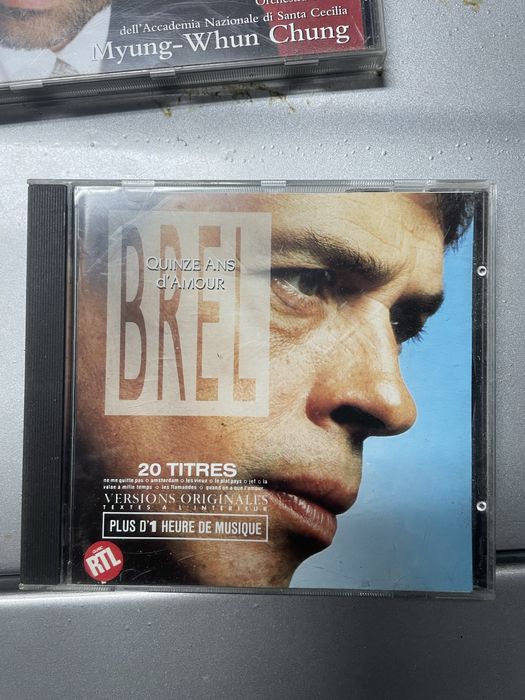 Orchestra
dell'Accademia Nazionale di Santa Cecilia
Myung-Whun Chung
BREL
QUINZE ANS
d'AMOUR
20 TITRES
ne me quitte pas o amsterdam o les vieux o le plat pays o jef o la
valse à mille temps o les flamandes o quand on a que l'amour
VERSIONS ORIGINALES
TEXTES A L'INTERIEUR
PLUS D'1 HEURE DE MUSIQUE
RTL